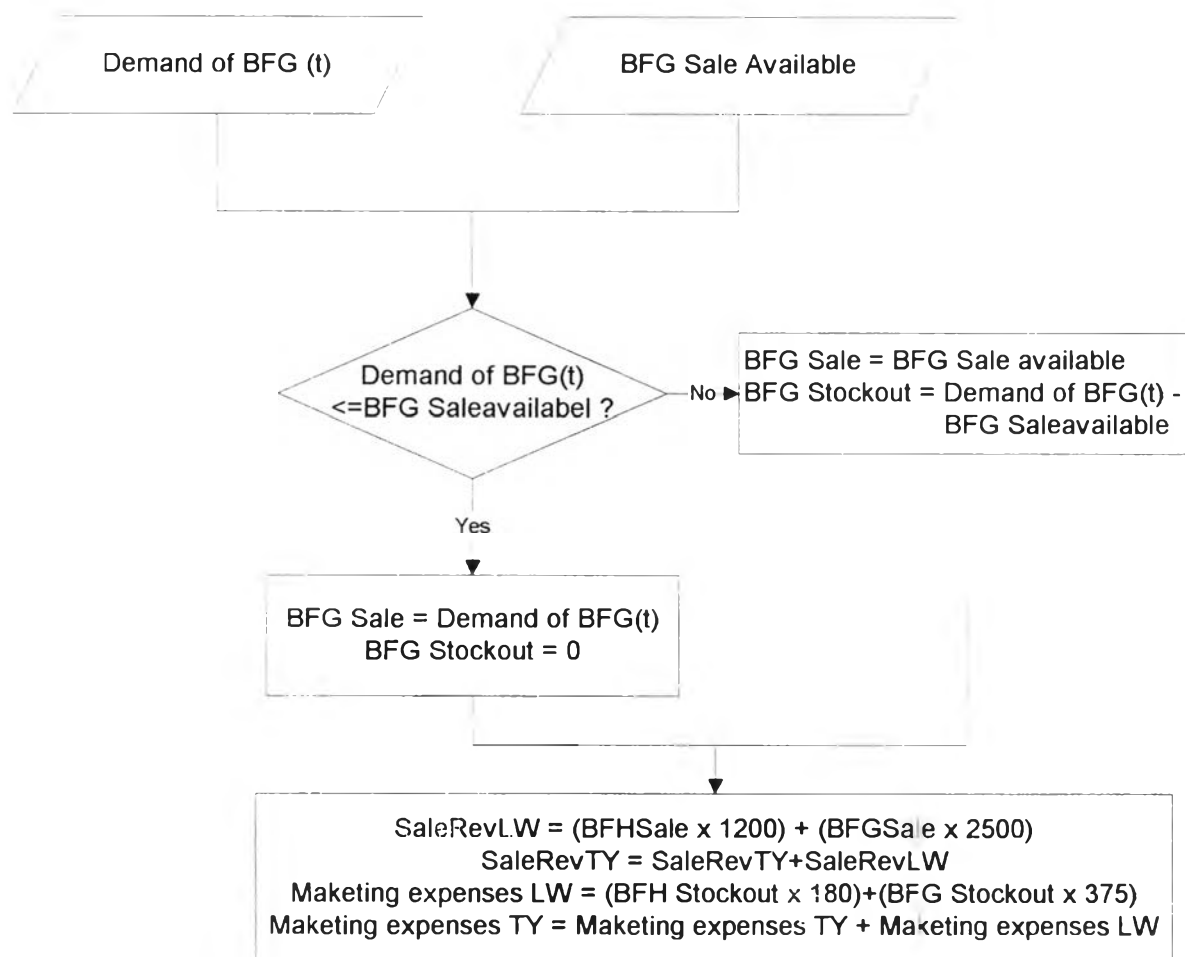 Demand of BFG (t)
BFG Sale Available
Demand of BFG(t)
<=BFG Saleavailabel ?
No
BFG Sale = BFG Sale available
BFG Stockout = Demand of BFG(t) -
BFG Saleavailable
Yes
BFG Sale = Demand of BFG(t)
BFG Stockout = 0
SaleRevLW = (BFHSale x 1200) + (BFGSale x 2500)
SaleRevTY = SaleRevTY+SaleRevLW
Maketing expenses LW = (BFH Stockout x 180)+(BFG Stockout x 375)
Maketing expenses TY = Maketing expenses TY + Maketing expenses LW